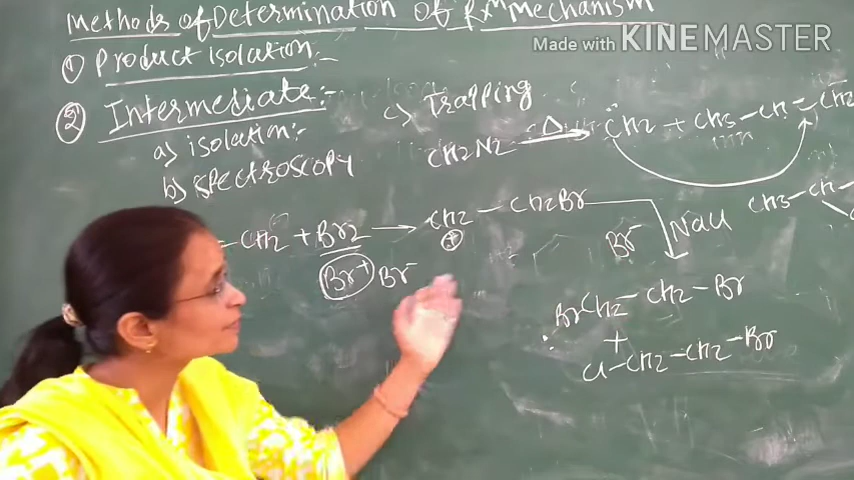 Methods of Determination of Rxn Mechanism
Made with KINEMASTER
① Product isolation :-
② Intermediate :-
a) isolation :-
b) spectroscopy
c) Trapping
CH2N2 —Δ→ :CH2 + CH3 - CH = CH2
CH3 - CH -
- CH2 + Br2 → CH2 - CH2Br
⊕
Br+ Br-
Br- NaCl
BrCH2 - CH2 - Br
+
Cl - CH2 - CH2 - Br